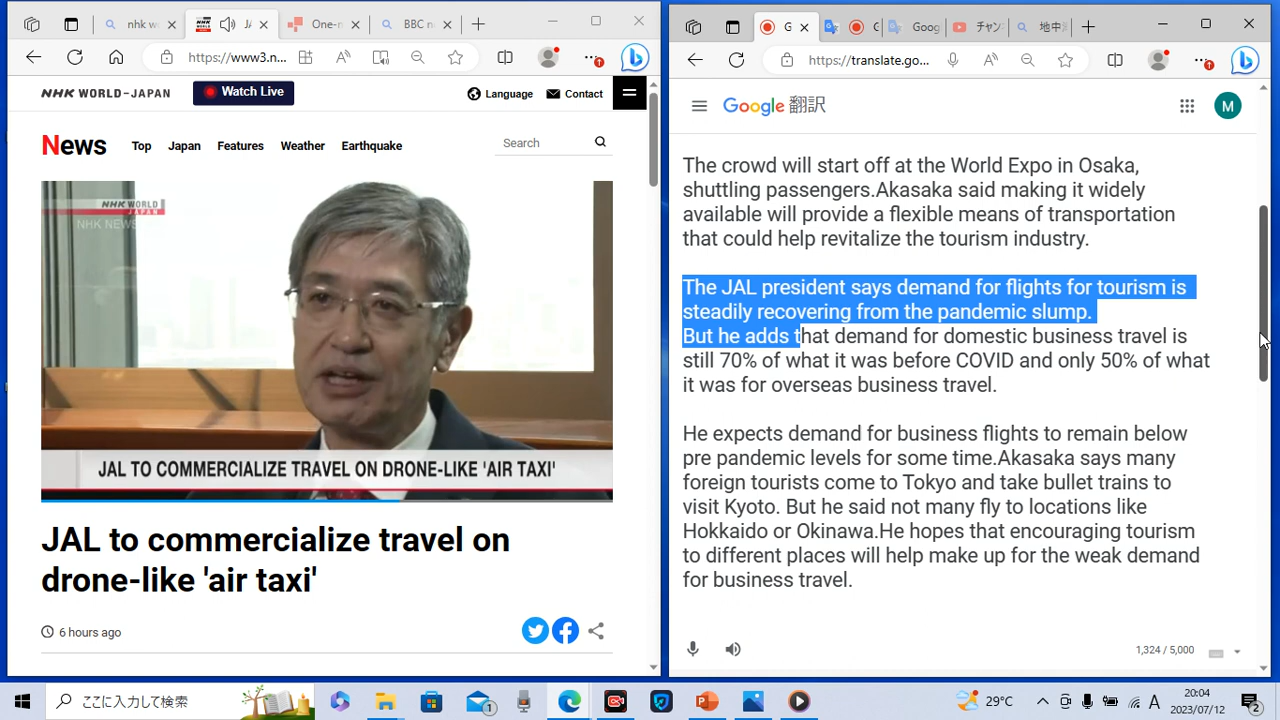 nhk w
J/
One-n
BBC n
https://www3.n...
NHK WORLD-JAPAN
Watch Live
Language
Contact
News
Top
Japan
Features
Weather
Earthquake
Search
NHK WORLD
JAPAN
NHK NEWS
JAL TO COMMERCIALIZE TRAVEL ON DRONE-LIKE 'AIR TAXI'
JAL to commercialize travel on
drone-like 'air taxi'
6 hours ago
G
Goog
チャン
地中
https://translate.go...
Google 翻訳
M
The crowd will start off at the World Expo in Osaka,
shuttling passengers.Akasaka said making it widely
available will provide a flexible means of transportation
that could help revitalize the tourism industry.
The JAL president says demand for flights for tourism is
steadily recovering from the pandemic slump.
But he adds that demand for domestic business travel is
still 70% of what it was before COVID and only 50% of what
it was for overseas business travel.
He expects demand for business flights to remain below
pre pandemic levels for some time.Akasaka says many
foreign tourists come to Tokyo and take bullet trains to
visit Kyoto. But he said not many fly to locations like
Hokkaido or Okinawa.He hopes that encouraging tourism
to different places will help make up for the weak demand
for business travel.
1,324 / 5,000
ここに入力して検索
1
29°C
A
20:04
2023/07/12
2